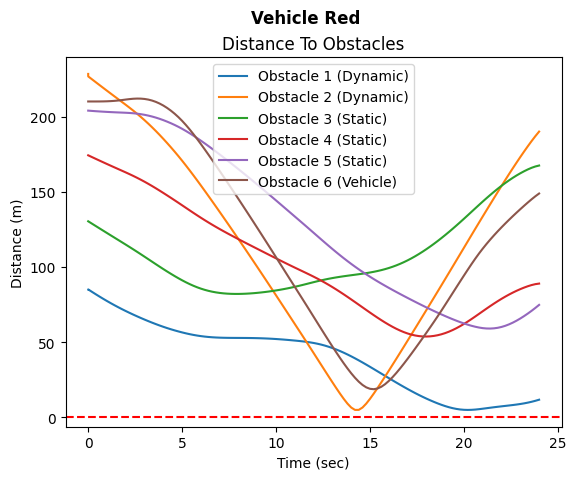 Vehicle Red
Distance To Obstacles
Obstacle 1 (Dynamic)
Obstacle 2 (Dynamic)
Obstacle 3 (Static)
Obstacle 4 (Static)
Obstacle 5 (Static)
Obstacle 6 (Vehicle)
Distance (m)
200
150
100
50
0
0
5
10
15
20
25
Time (sec)